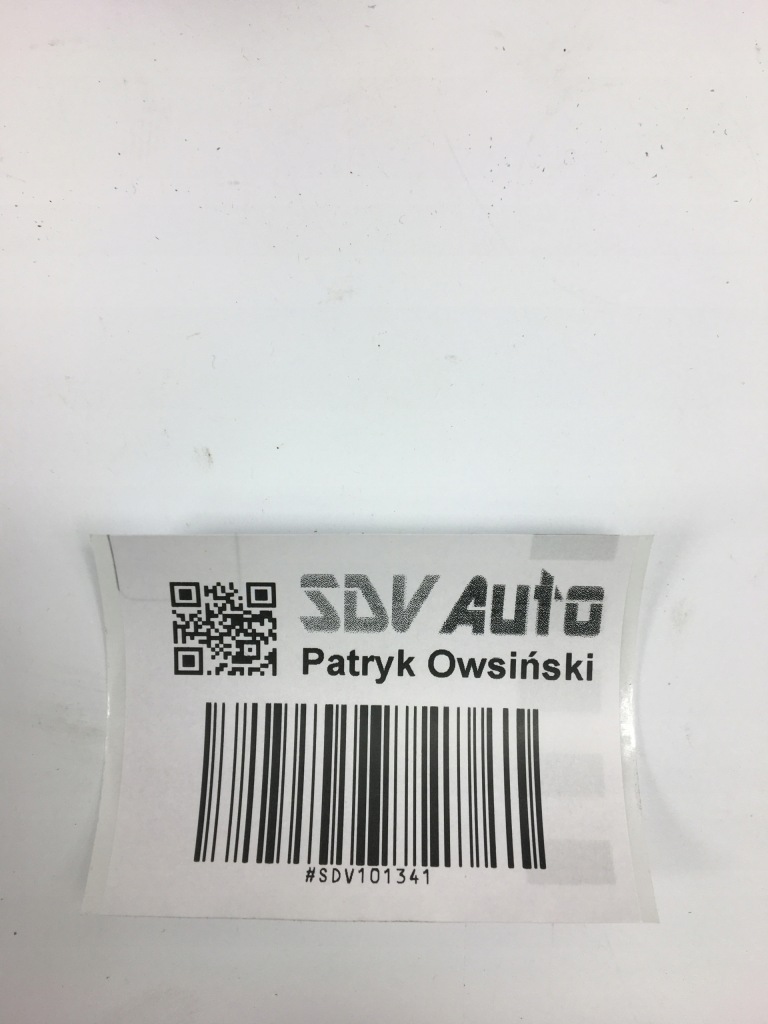 SDV Auto
Patryk Owsiński
#SDV101341